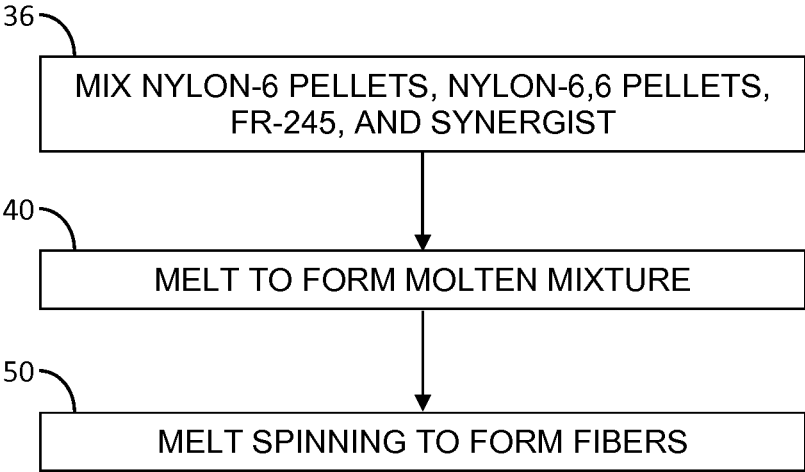 36
MIX NYLON-6 PELLETS, NYLON-6,6 PELLETS,
FR-245, AND SYNERGIST
40
MELT TO FORM MOLTEN MIXTURE
50
MELT SPINNING TO FORM FIBERS